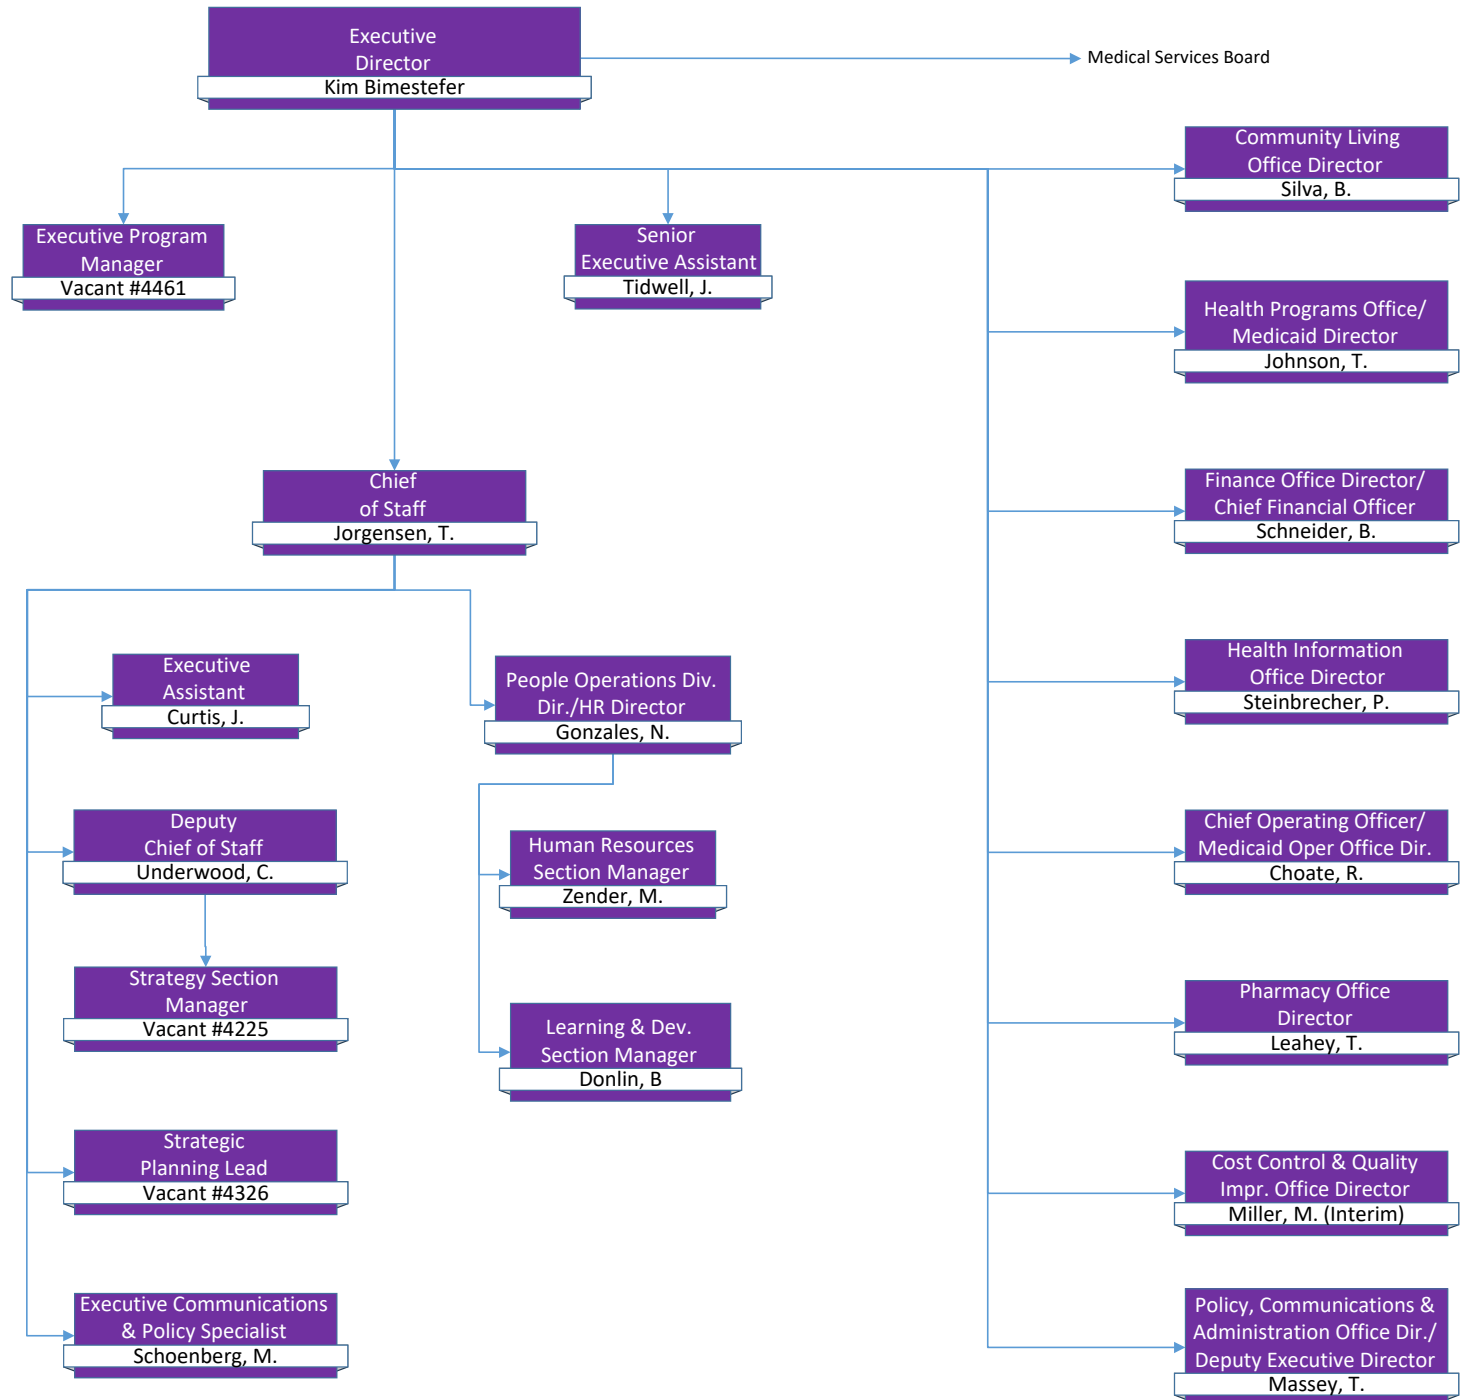 Executive
Director
Kim Bimestefer
Medical Services Board
Community Living
Office Director
Silva, B.
Executive Program
Manager
Vacant #4461
Senior
Executive Assistant
Tidwell, J.
Health Programs Office/
Medicaid Director
Johnson, T.
Chief
of Staff
Jorgensen, T.
Finance Office Director/
Chief Financial Officer
Schneider, B.
Executive
Assistant
Curtis, J.
People Operations Div.
Dir./HR Director
Gonzales, N.
Health Information
Office Director
Steinbrecher, P.
Deputy
Chief of Staff
Underwood, C.
Human Resources
Section Manager
Zender, M.
Chief Operating Officer/
Medicaid Oper Office Dir.
Choate, R.
Strategy Section
Manager
Vacant #4225
Learning & Dev.
Section Manager
Donlin, B
Pharmacy Office
Director
Leahey, T.
Strategic
Planning Lead
Vacant #4326
Cost Control & Quality
Impr. Office Director
Miller, M. (Interim)
Executive Communications
& Policy Specialist
Schoenberg, M.
Policy, Communications &
Administration Office Dir./
Deputy Executive Director
Massey, T.